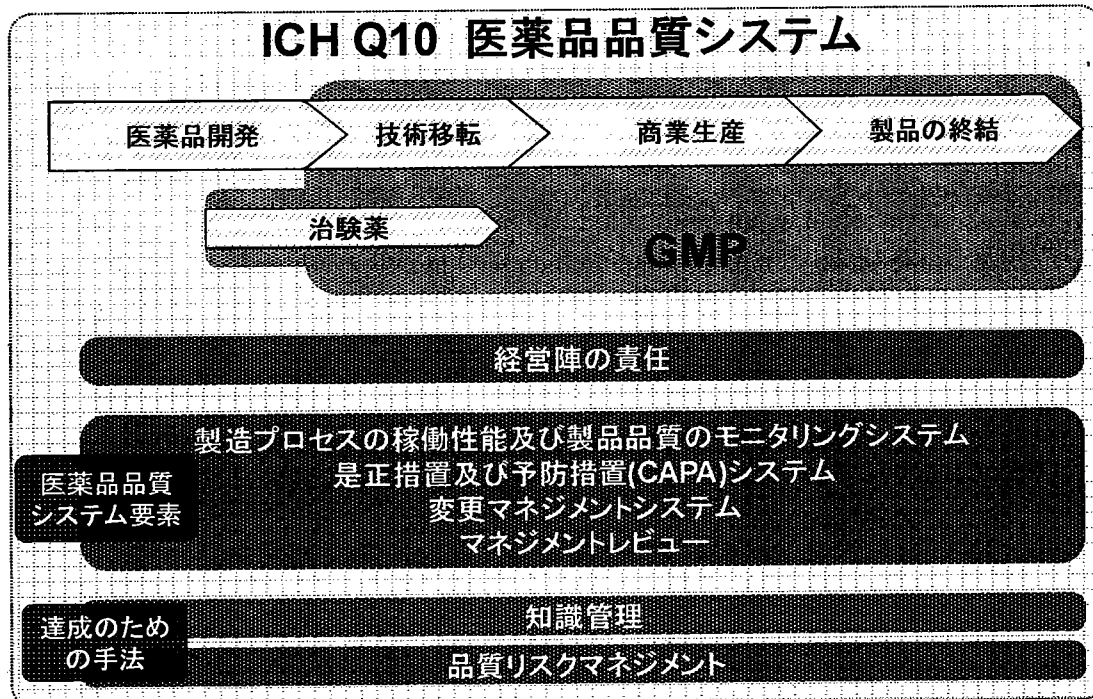 ICH Q10 医薬品品質システム
医薬品開発
技術移転
商業生産
製品の終結
治験薬
GMP
経営陣の責任
製造プロセスの稼働性能及び製品品質のモニタリングシステム
是正措置及び予防措置(CAPA)システム
変更マネジメントシステム
マネジメントレビュー
医薬品品質
システム要素
知識管理
品質リスクマネジメント
達成のため
の手法